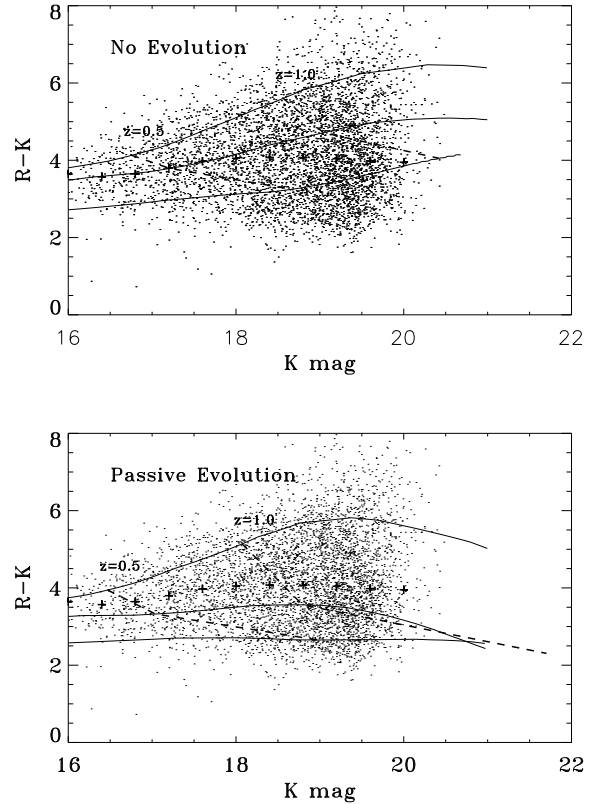 8
No Evolution
z=1.0
6
z=0.5
R-K
4
2
0
16 18 20 22
K mag
8
Passive Evolution
z=1.0
6
z=0.5
R-K
4
2
0
16 18 20 22
K mag